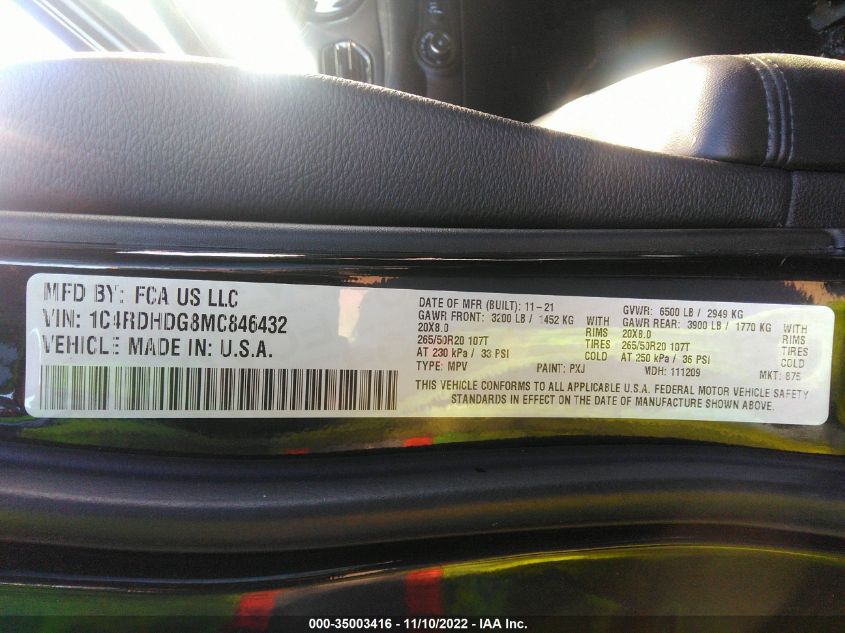 MFD BY: FCA US LLC
VIN: 1C4RDHDG8MC846432
VEHICLE MADE IN: U.S.A.
DATE OF MFR (BUILT): 11-21
GVWR: 6500 LB / 2949 KG
GAWR FRONT: 3200 LB / 1452 KG WITH
GAWR REAR: 3900 LB / 1770 KG WITH
20X8.0 RIMS
20X8.0 RIMS
265/50R20 107T TIRES
265/50R20 107T TIRES
AT 230 kPa / 33 PSI COLD
AT 250 kPa / 36 PSI COLD
TYPE: MPV PAINT: PXJ MDH: 111209 MKT: 875
THIS VEHICLE CONFORMS TO ALL APPLICABLE U.S.A. FEDERAL MOTOR VEHICLE SAFETY
STANDARDS IN EFFECT ON THE DATE OF MANUFACTURE SHOWN ABOVE.
000-35003416 - 11/10/2022 - IAA Inc.